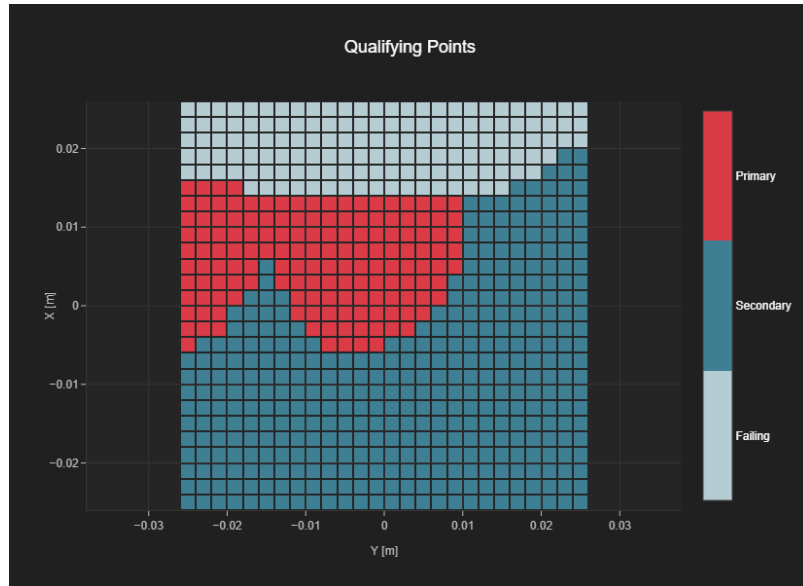 Qualifying Points
0.02
0.01
0
−0.01
−0.02
X [m]
−0.03
−0.02
−0.01
0
0.01
0.02
0.03
Y [m]
Primary
Secondary
Failing